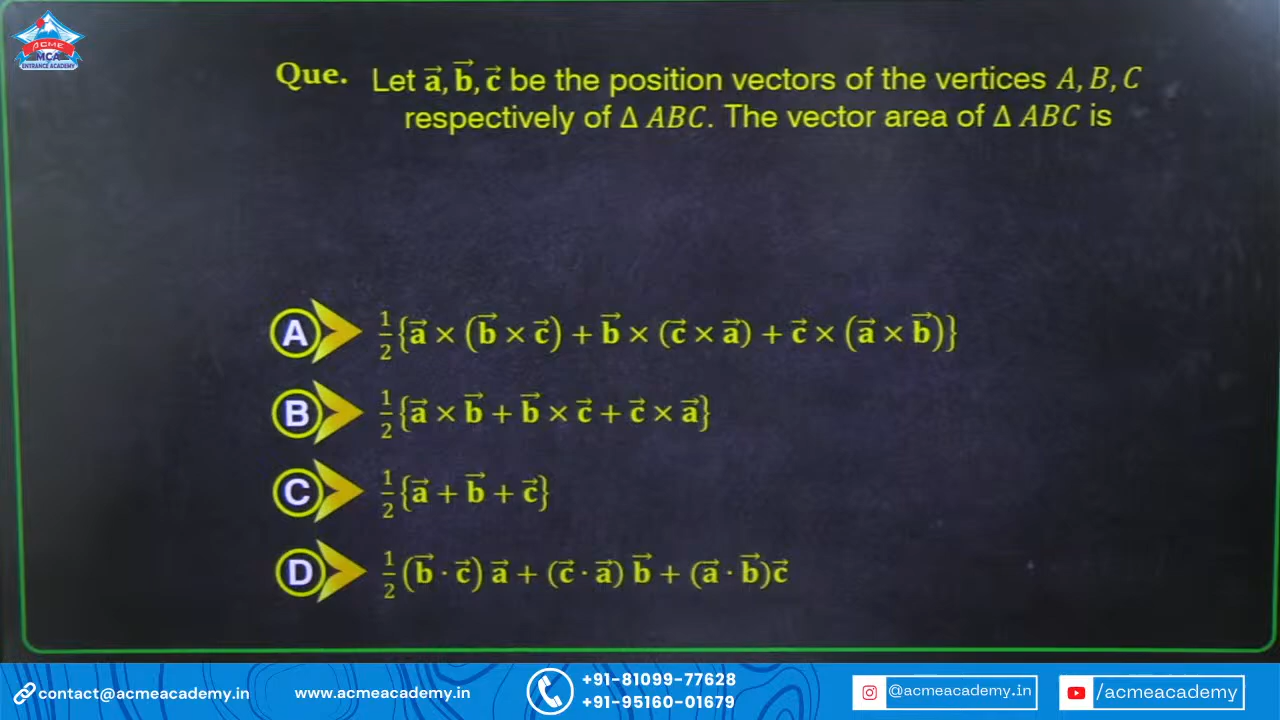 ACME
MCA
ENTRANCE ACADEMY
Que. Let a⃗, b⃗, c⃗ be the position vectors of the vertices A, B, C
respectively of Δ ABC. The vector area of Δ ABC is
A ½{a⃗ × (b⃗ × c⃗) + b⃗ × (c⃗ × a⃗) + c⃗ × (a⃗ × b⃗)}
B ½{a⃗ × b⃗ + b⃗ × c⃗ + c⃗ × a⃗}
C ½{a⃗ + b⃗ + c⃗}
D ½(b⃗ · c⃗) a⃗ + (c⃗ · a⃗) b⃗ + (a⃗ · b⃗)c⃗
contact@acmeacademy.in
www.acmeacademy.in
+91-81099-77628
+91-95160-01679
@acmeacademy.in
/acmeacademy